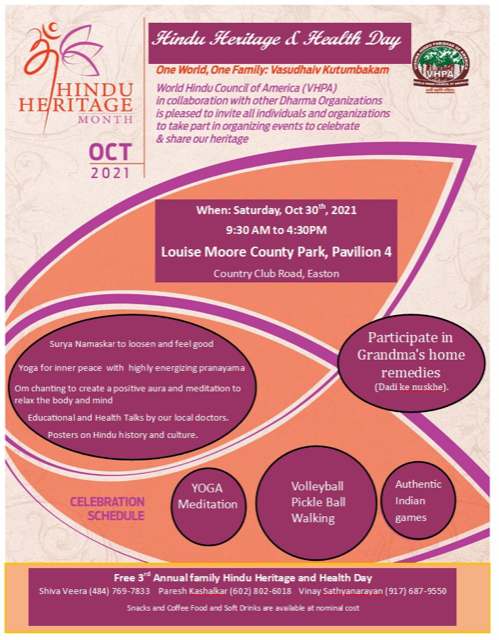 HINDU
HERITAGE
MONTH
OCT
2021
Hindu Heritage & Health Day
One World, One Family: Vasudhaiv Kutumbakam
World Hindu Council of America (VHPA)
in collaboration with other Dharma Organizations
is pleased to invite all individuals and organizations
to take part in organizing events to celebrate
& share our heritage
VHPA
When: Saturday, Oct 30th, 2021
9:30 AM to 4:30PM
Louise Moore County Park, Pavilion 4
Country Club Road, Easton
Surya Namaskar to loosen and feel good
Yoga for inner peace with highly energizing pranayama
Om chanting to create a positive aura and meditation to
relax the body and mind
Educational and Health Talks by our local doctors.
Posters on Hindu history and culture.
Participate in
Grandma's home
remedies
(Dadi ke nuskhe).
CELEBRATION
SCHEDULE
YOGA
Meditation
Volleyball
Pickle Ball
Walking
Authentic
Indian
games
Free 3rd Annual family Hindu Heritage and Health Day
Shiva Veera (484) 769-7833 Paresh Kashalkar (602) 802-6018 Vinay Sathyanarayan (917) 687-9550
Snacks and Coffee Food and Soft Drinks are available at nominal cost